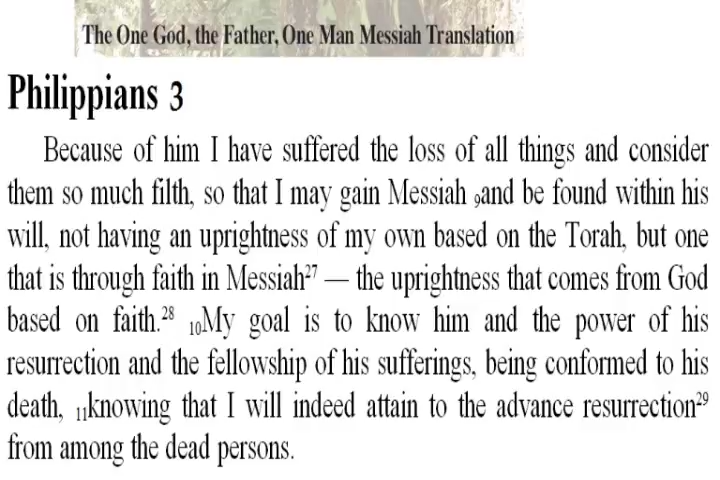 The One God, the Father, One Man Messiah Translation
Philippians 3
Because of him I have suffered the loss of all things and consider
them so much filth, so that I may gain Messiah 9and be found within his
will, not having an uprightness of my own based on the Torah, but one
that is through faith in Messiah27 — the uprightness that comes from God
based on faith.28 10My goal is to know him and the power of his
resurrection and the fellowship of his sufferings, being conformed to his
death, 11knowing that I will indeed attain to the advance resurrection29
from among the dead persons.